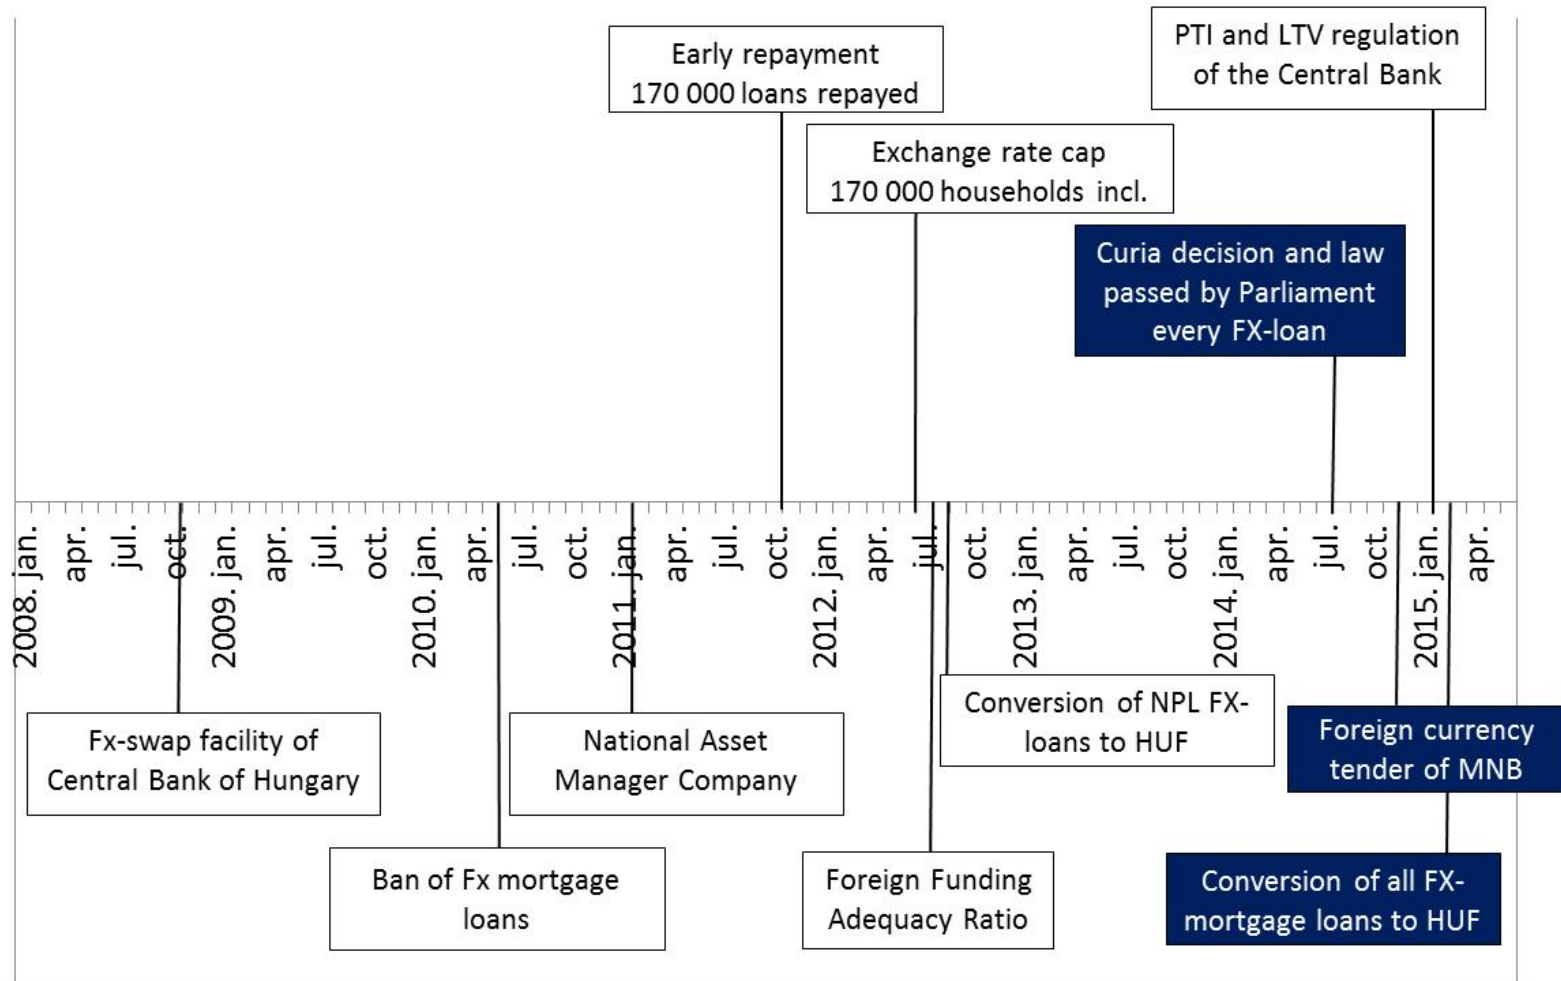 Early repayment
170 000 loans repayed
PTI and LTV regulation
of the Central Bank
Exchange rate cap
170 000 households incl.
Curia decision and law
passed by Parliament
every FX-loan
2008. jan.
apr.
jul.
oct.
2009. jan.
apr.
jul.
oct.
2010. jan.
apr.
jul.
oct.
2011. jan.
apr.
jul.
oct.
2012. jan.
apr.
jul.
oct.
2013. jan.
apr.
jul.
oct.
2014. jan.
apr.
jul.
oct.
2015. jan.
apr.
Fx-swap facility of
Central Bank of Hungary
National Asset
Manager Company
Conversion of NPL FX-
loans to HUF
Foreign currency
tender of MNB
Ban of Fx mortgage
loans
Foreign Funding
Adequacy Ratio
Conversion of all FX-
mortgage loans to HUF